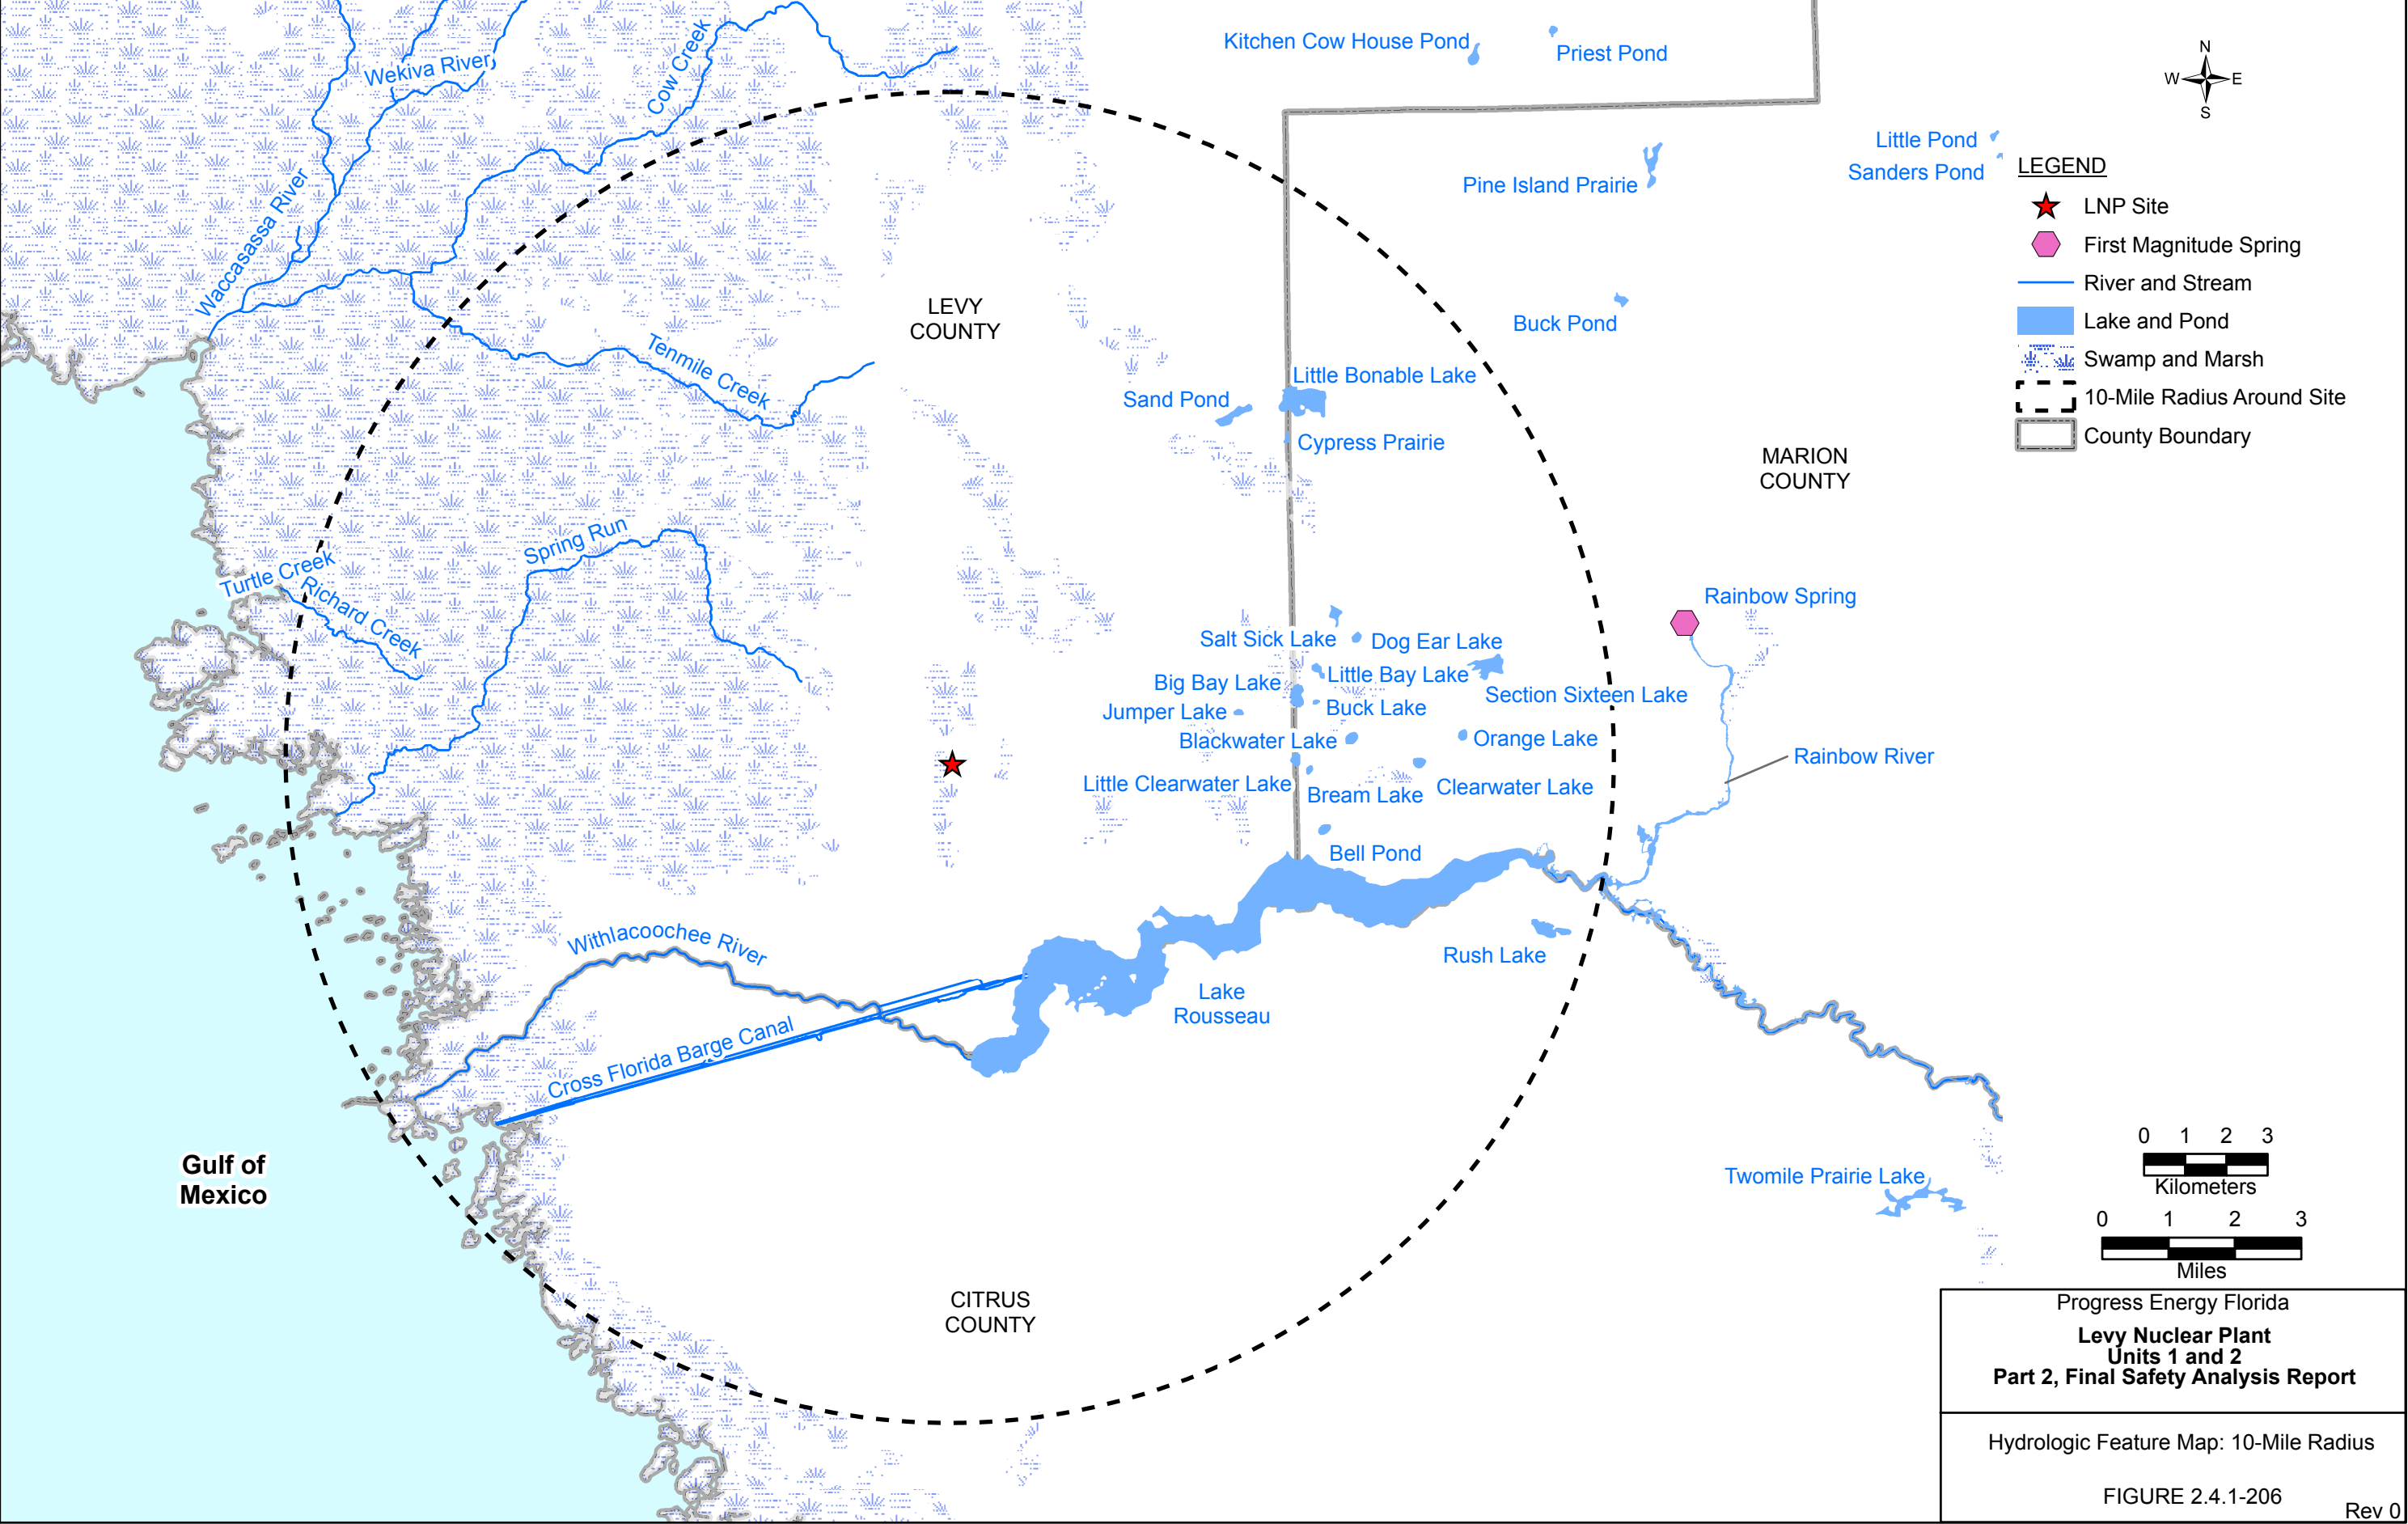 Kitchen Cow House Pond
Priest Pond
Wekiva River
Cow Creek
N
W
E
S
Little Pond
Sanders Pond
Pine Island Prairie
Waccasassa River
LEGEND
LNP Site
First Magnitude Spring
River and Stream
Lake and Pond
Swamp and Marsh
10-Mile Radius Around Site
County Boundary
LEVY
COUNTY
Buck Pond
Tenmile Creek
Little Bonable Lake
Sand Pond
Cypress Prairie
MARION
COUNTY
Spring Run
Turtle Creek
Richard Creek
Rainbow Spring
Salt Sick Lake
Dog Ear Lake
Little Bay Lake
Big Bay Lake
Section Sixteen Lake
Jumper Lake
Buck Lake
Blackwater Lake
Orange Lake
Rainbow River
Little Clearwater Lake
Bream Lake
Clearwater Lake
Bell Pond
Withlacoochee River
Rush Lake
Lake
Rousseau
Cross Florida Barge Canal
Gulf of
Mexico
Twomile Prairie Lake
0 1 2 3
Kilometers
0 1 2 3
Miles
CITRUS
COUNTY
Progress Energy Florida
Levy Nuclear Plant
Units 1 and 2
Part 2, Final Safety Analysis Report
Hydrologic Feature Map: 10-Mile Radius
FIGURE 2.4.1-206
Rev 0